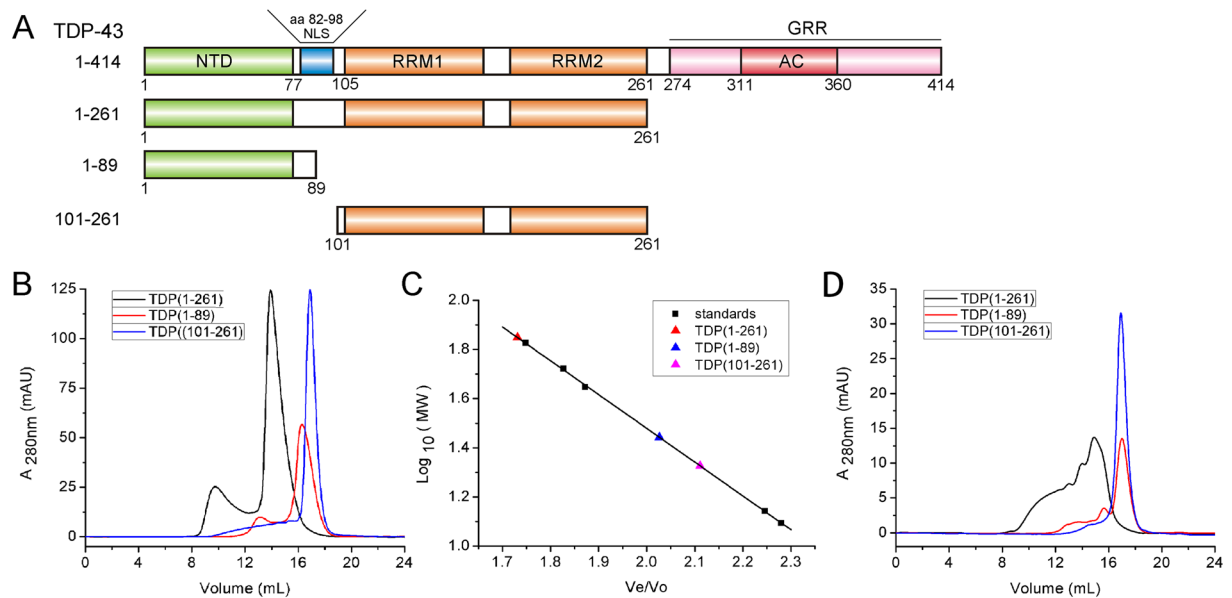 A
TDP-43
aa 82-98
NLS
GRR
1-414
NTD
RRM1
RRM2
AC
1
77
105
261
274
311
360
414
1-261
1
261
1-89
1
89
101-261
101
261
B
TDP(1-261)
TDP(1-89)
TDP((101-261)
A 280nm (mAU)
125
100
75
50
25
0
0 4 8 12 16 20 24
Volume (mL)
C
standards
TDP(1-261)
TDP(1-89)
TDP(101-261)
Log 10 ( MW)
2.0
1.8
1.6
1.4
1.2
1.0
1.7 1.8 1.9 2.0 2.1 2.2 2.3
Ve/Vo
D
TDP(1-261)
TDP(1-89)
TDP(101-261)
A 280nm (mAU)
35
30
25
20
15
10
5
0
0 4 8 12 16 20 24
Volume (mL)